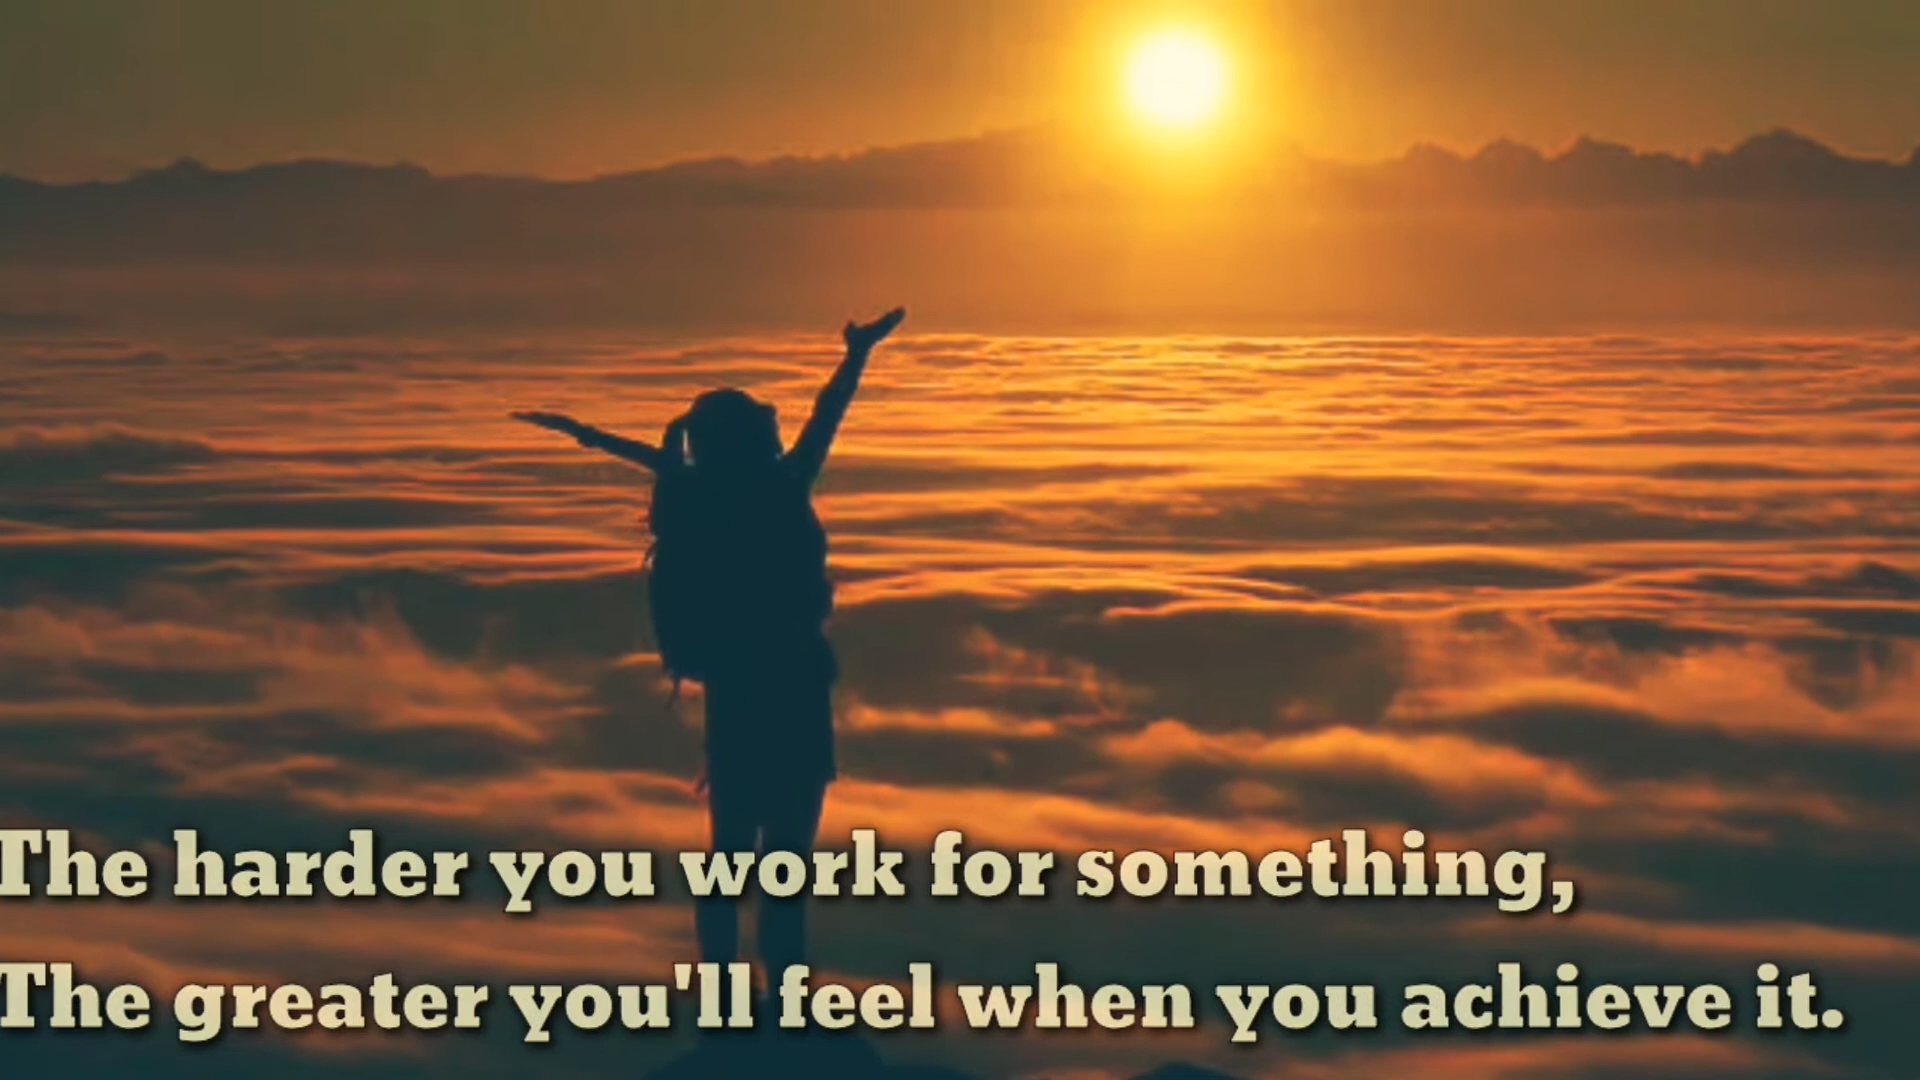 The harder you work for something,
The greater you'll feel when you achieve it.